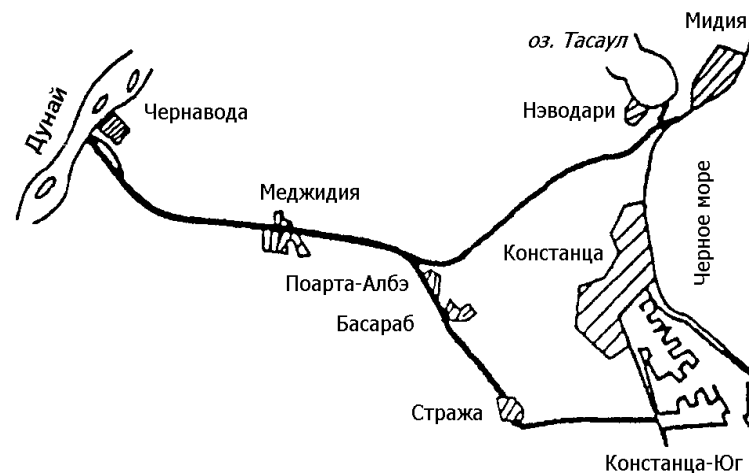 Мидия
оз. Тасаул
Дунай
Чернавода
Нэводари
Меджидия
Черное море
Констанца
Поарта-Албэ
Басараб
Стража
Констанца-Юг